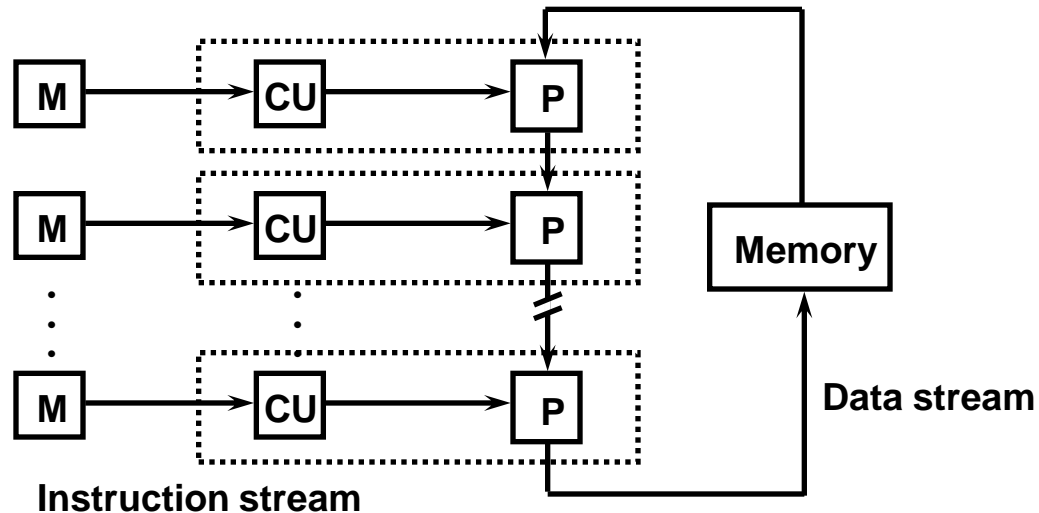 M CU P
M CU P
Memory
M CU P
Data stream
Instruction stream